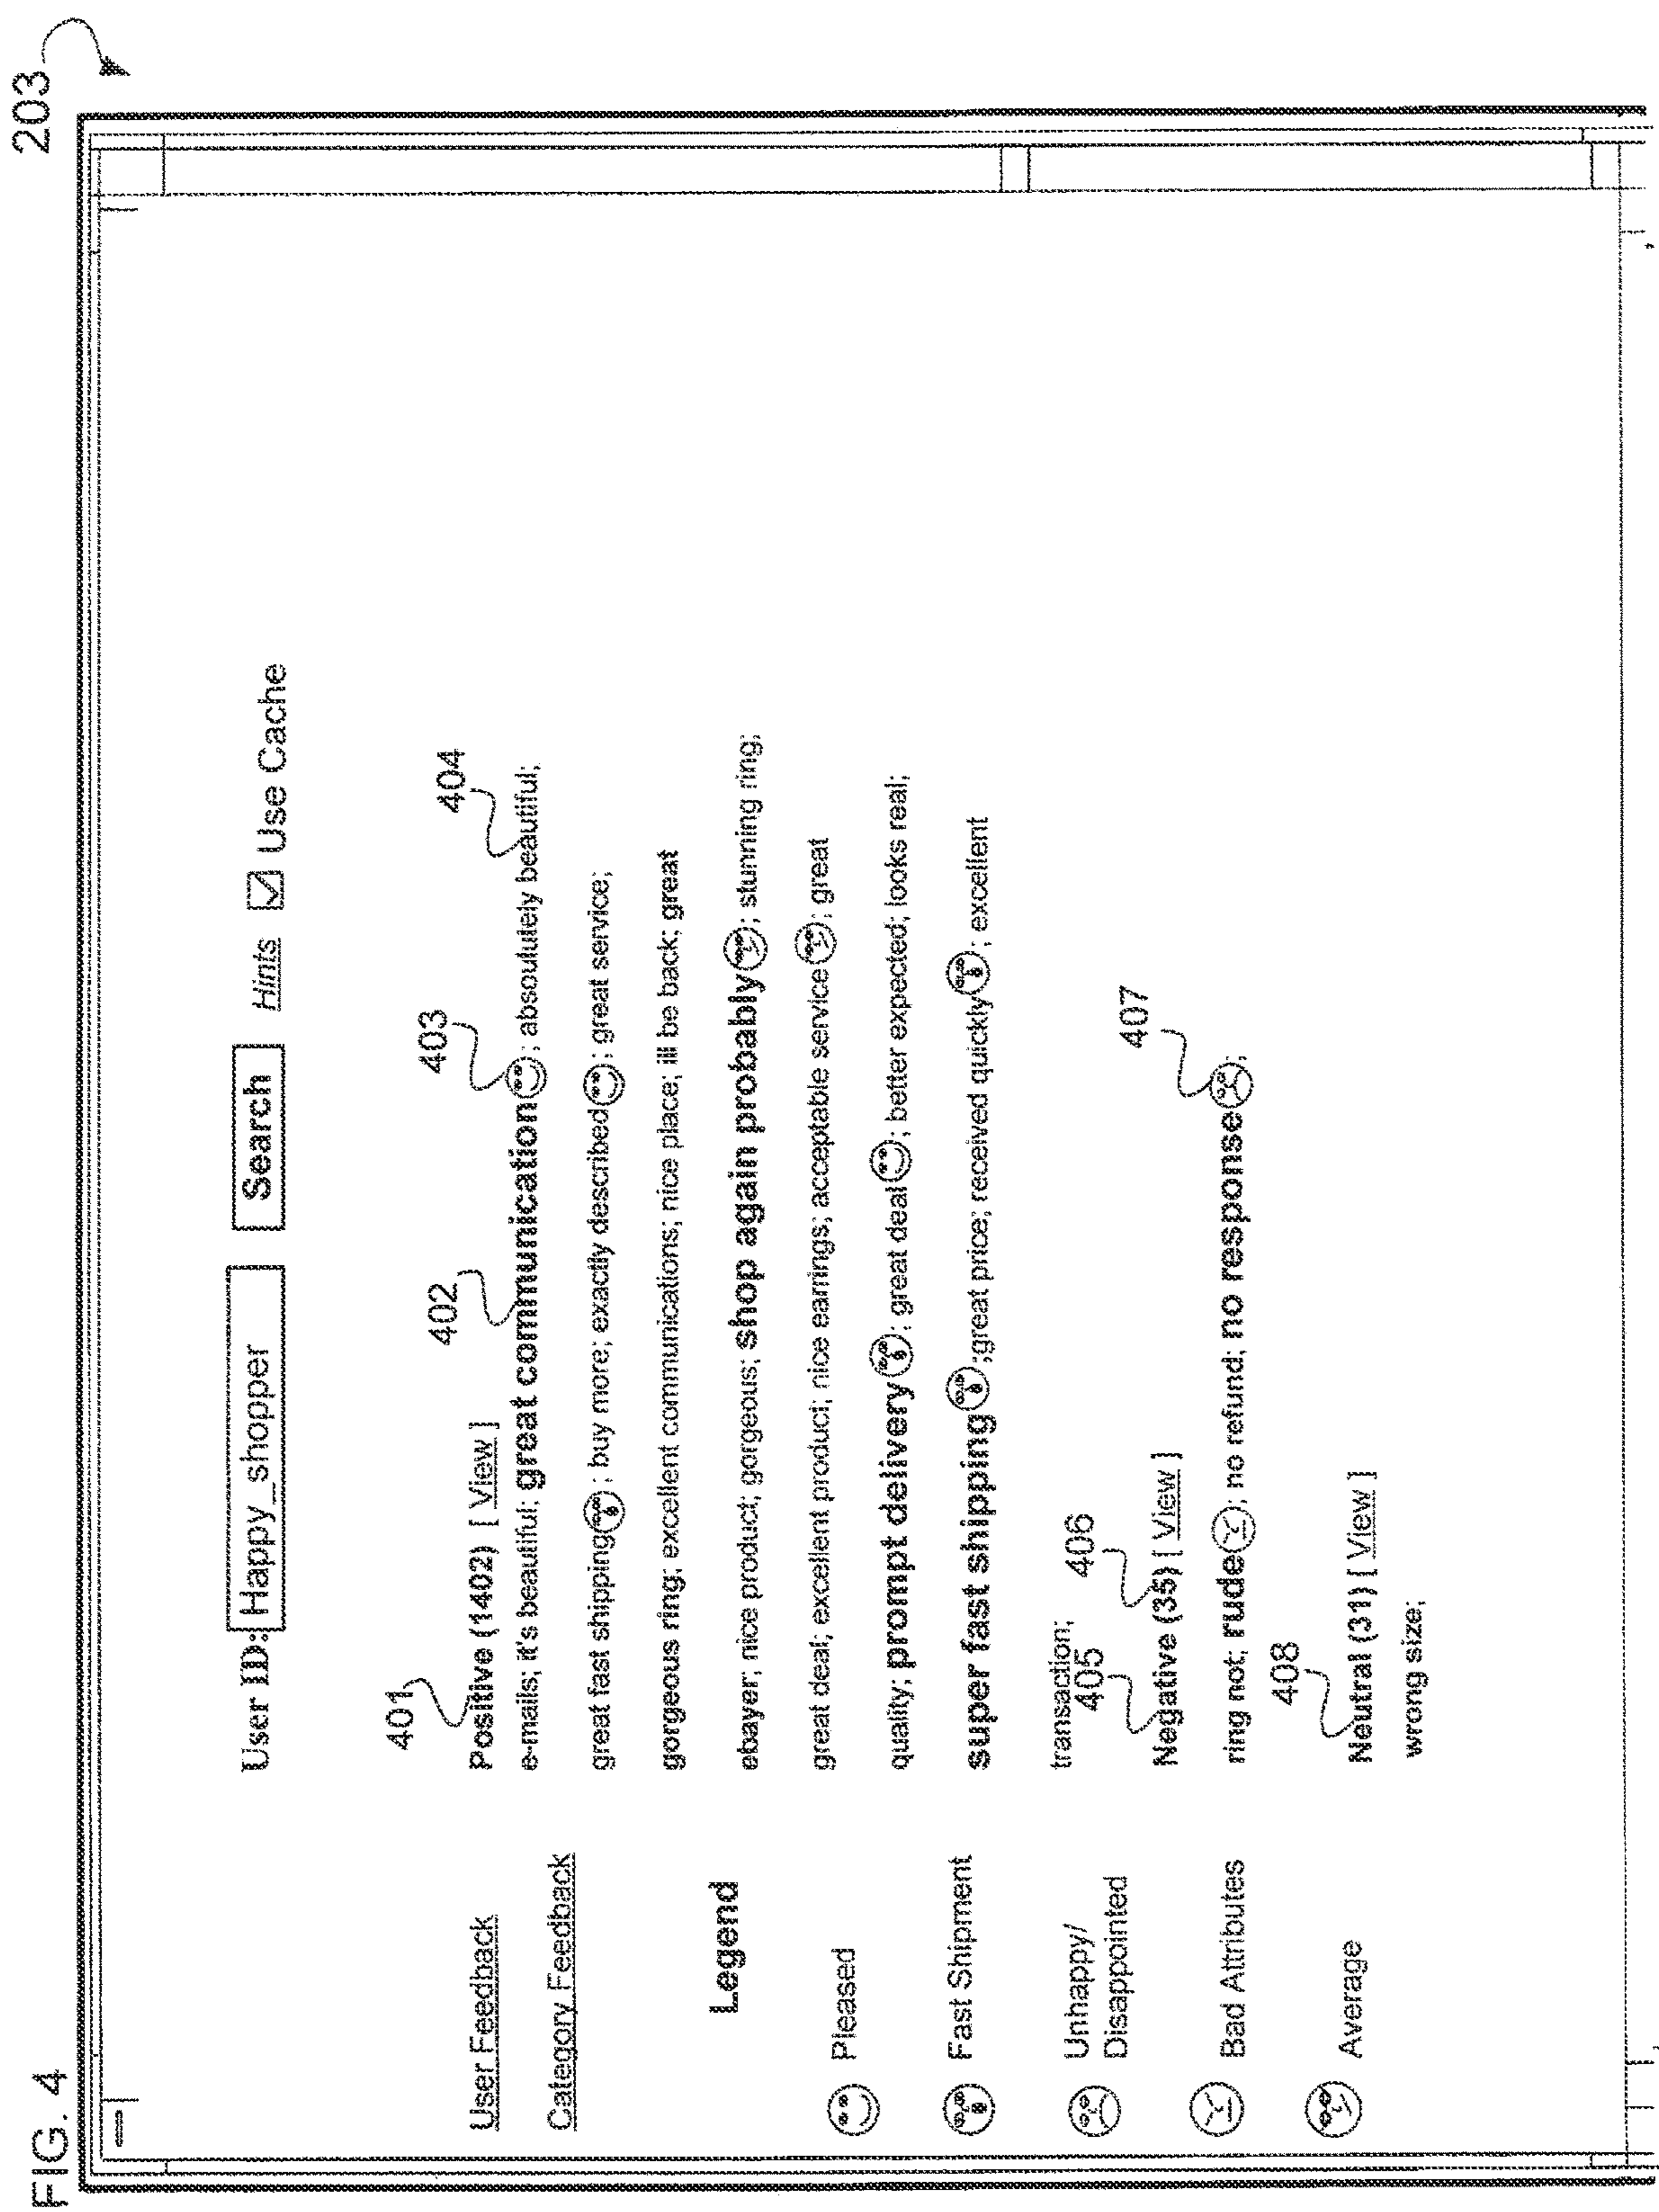 FIG. 4
203
User ID: Happy_shopper Search Hints Use Cache
User Feedback
Category Feedback
Legend
Pleased
Fast Shipment
Unhappy/
Disappointed
Bad Attributes
Average
401
402
403
404
Positive (1402) [ View ]
e-mails; it's beautiful; great communication ; absolutely beautiful;
great fast shipping ; buy more; exactly described ; great service;
gorgeous ring; excellent communications; nice place; ill be back; great
ebayer; nice product; gorgeous; shop again probably ; stunning ring;
great deal; excellent product; nice earrings; acceptable service ; great
quality; prompt delivery ; great deal ; better expected; looks real;
super fast shipping ;great price; received quickly ; excellent
transaction;
405
406
407
Negative (35) [ View ]
ring not; rude ; no refund; no response ;
408
Neutral (31) [ View ]
wrong size;